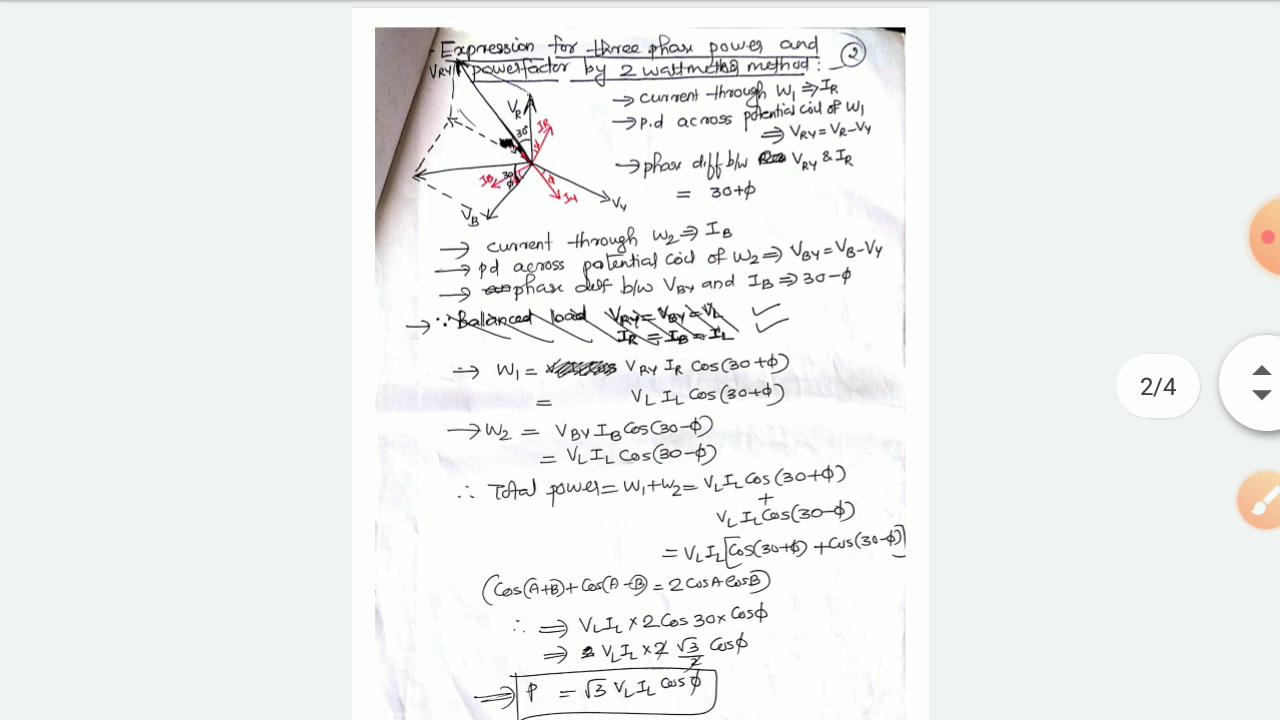 Expression for three phase power and
powerfactor by 2 wattmeter method :
2
VRY
VR
30
IR
→ current through W1 ⇒ IR
→ P.d across potential coil of W1
⇒ VRY = VR-VY
→ phase diff b/w VRY & IR
= 30+ϕ
30
ϕ
IB
IY
VY
VB
→ current through W2 ⇒ IB
→ pd across potential coil of W2 ⇒ VBY = VB-VY
→ phase diff b/w VBY and IB ⇒ 30-ϕ
→ ∵ Balanced load VRY = VBY = VL
IR = IB = IL
→ W1 = VRY IR Cos(30+ϕ)
= VL IL Cos(30+ϕ)
→ W2 = VBY IB Cos(30-ϕ)
= VL IL Cos(30-ϕ)
∴ Total power = W1+W2 = VL IL Cos(30+ϕ)
+
VL IL Cos(30-ϕ)
= VL IL [Cos(30+ϕ) + Cos(30-ϕ)]
(Cos(A+B)+ Cos(A-B) = 2 CosA CosB)
∴ ⇒ VL IL × 2 Cos 30 × Cosϕ
⇒ VL IL × 2 √3/2 Cosϕ
⇒ P = √3 VL IL Cosϕ
2/4